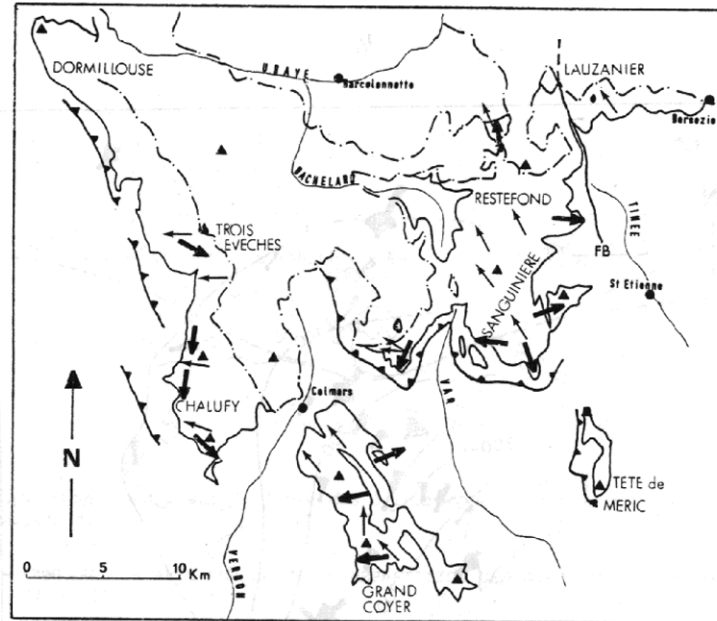 DORMILLOUSE
UBAYE
Barcelonnette
LAUZANIER
Bersezio
BACHELARD
RESTEFOND
TINEE
TROIS
EVECHES
FB
SANGUINIERE
St Etienne
VAR
CHALUFY
Colmars
N
TETE de
MERIC
0 5 10 Km
VERDON
GRAND
COYER